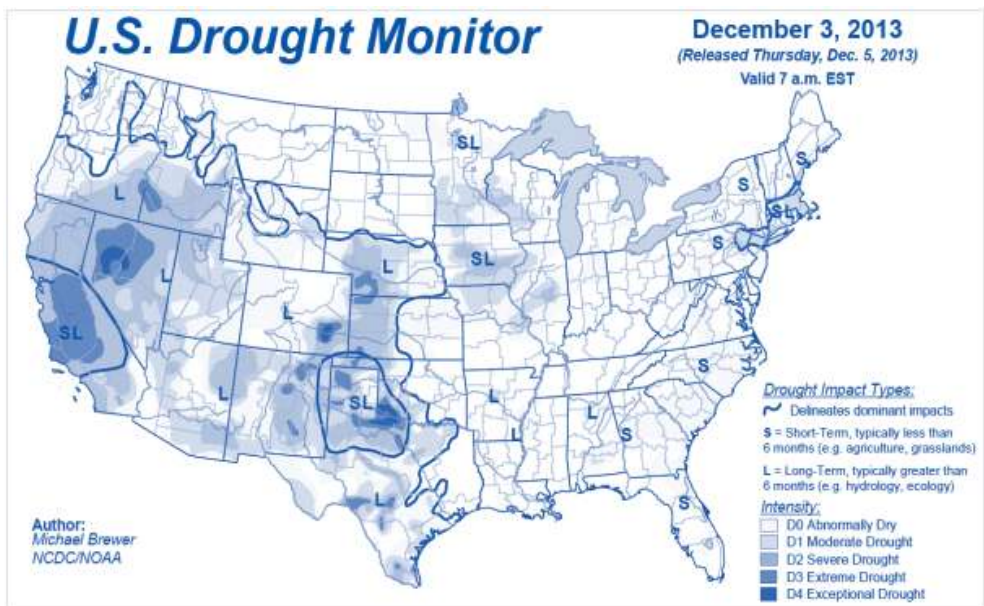 U.S. Drought Monitor
December 3, 2013
(Released Thursday, Dec. 5, 2013)
Valid 7 a.m. EST
SL
S
S
L
SL
S
L
SL
L
L
SL
S
L
SL
L
L
L
S
L
L
S
Drought Impact Types:
Delineates dominant impacts
S = Short-Term, typically less than
6 months (e.g. agriculture, grasslands)
L = Long-Term, typically greater than
6 months (e.g. hydrology, ecology)
Intensity:
D0 Abnormally Dry
D1 Moderate Drought
D2 Severe Drought
D3 Extreme Drought
D4 Exceptional Drought
Author:
Michael Brewer
NCDC/NOAA